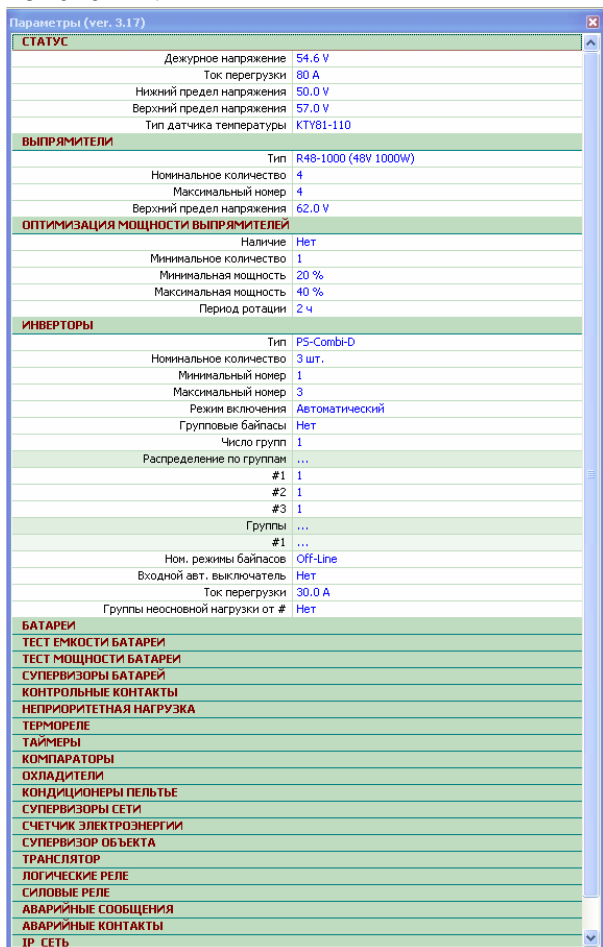 Параметры (ver. 3.17)
СТАТУС
Дежурное напряжение 54.6 V
Ток перегрузки 80 A
Нижний предел напряжения 50.0 V
Верхний предел напряжения 57.0 V
Тип датчика температуры KTY81-110
ВЫПРЯМИТЕЛИ
Тип R48-1000 (48V 1000W)
Номинальное количество 4
Максимальный номер 4
Верхний предел напряжения 62.0 V
ОПТИМИЗАЦИЯ МОЩНОСТИ ВЫПРЯМИТЕЛЕЙ
Наличие Нет
Минимальное количество 1
Минимальная мощность 20 %
Максимальная мощность 40 %
Период ротации 2 ч
ИНВЕРТОРЫ
Тип PS-Combi-D
Номинальное количество 3 шт.
Минимальный номер 1
Максимальный номер 3
Режим включения Автоматический
Групповые байпасы Нет
Число групп 1
Распределение по группам ...
#1 1
#2 1
#3 1
Группы ...
#1 ...
Ном. режимы байпасов Off-Line
Входной авт. выключатель Нет
Ток перегрузки 30.0 A
Группы неосновной нагрузки от # Нет
БАТАРЕИ
ТЕСТ ЕМКОСТИ БАТАРЕИ
ТЕСТ МОЩНОСТИ БАТАРЕИ
СУПЕРВИЗОРЫ БАТАРЕЙ
КОНТРОЛЬНЫЕ КОНТАКТЫ
НЕПРИОРИТЕТНАЯ НАГРУЗКА
ТЕРМОРЕЛЕ
ТАЙМЕРЫ
КОМПАРАТОРЫ
ОХЛАДИТЕЛИ
КОНДИЦИОНЕРЫ ПЕЛЬТЬЕ
СУПЕРВИЗОРЫ СЕТИ
СЧЕТЧИК ЭЛЕКТРОЭНЕРГИИ
СУПЕРВИЗОР ОБЪЕКТА
ТРАНСЛЯТОР
ЛОГИЧЕСКИЕ РЕЛЕ
СИЛОВЫЕ РЕЛЕ
АВАРИЙНЫЕ СООБЩЕНИЯ
АВАРИЙНЫЕ КОНТАКТЫ
IP СЕТЬ